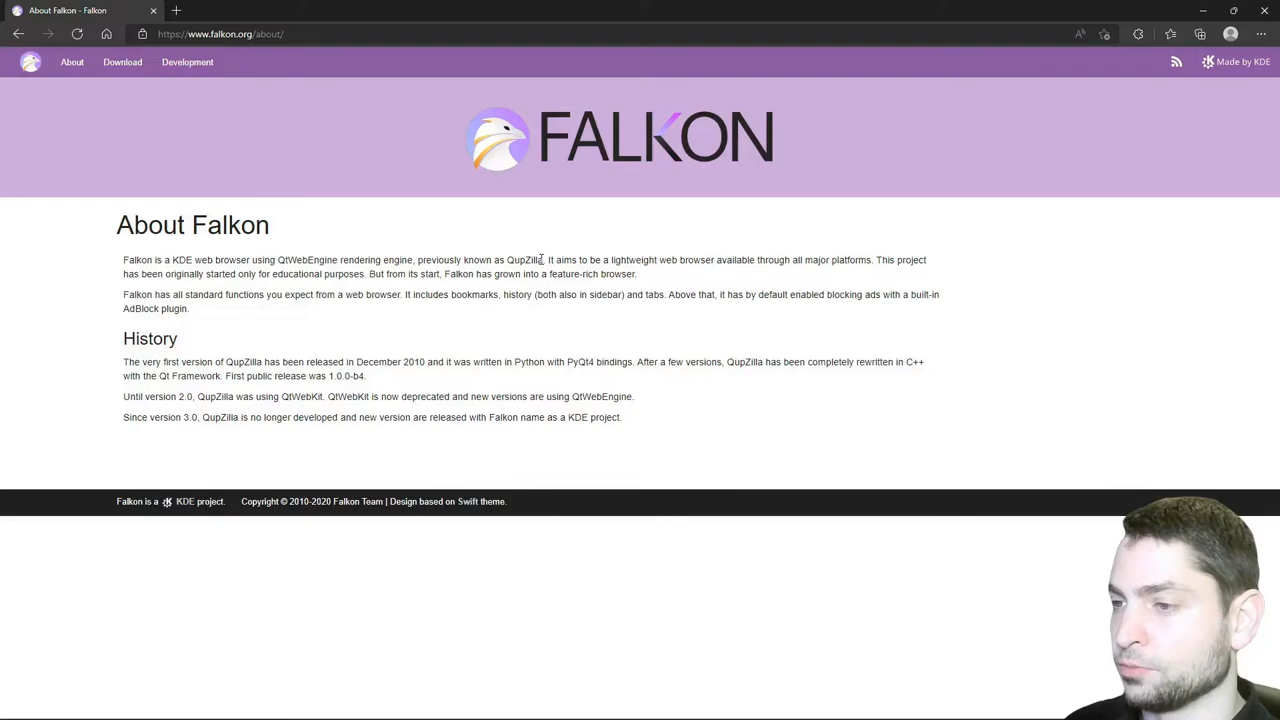 About Falkon - Falkon
https://www.falkon.org/about/
About
Download
Development
Made by KDE
FALKON
About Falkon
Falkon is a KDE web browser using QtWebEngine rendering engine, previously known as QupZilla. It aims to be a lightweight web browser available through all major platforms. This project
has been originally started only for educational purposes. But from its start, Falkon has grown into a feature-rich browser.
Falkon has all standard functions you expect from a web browser. It includes bookmarks, history (both also in sidebar) and tabs. Above that, it has by default enabled blocking ads with a built-in
AdBlock plugin.
History
The very first version of QupZilla has been released in December 2010 and it was written in Python with PyQt4 bindings. After a few versions, QupZilla has been completely rewritten in C++
with the Qt Framework. First public release was 1.0.0-b4.
Until version 2.0, QupZilla was using QtWebKit. QtWebKit is now deprecated and new versions are using QtWebEngine.
Since version 3.0, QupZilla is no longer developed and new version are released with Falkon name as a KDE project.
Falkon is a KDE project. Copyright © 2010-2020 Falkon Team | Design based on Swift theme.